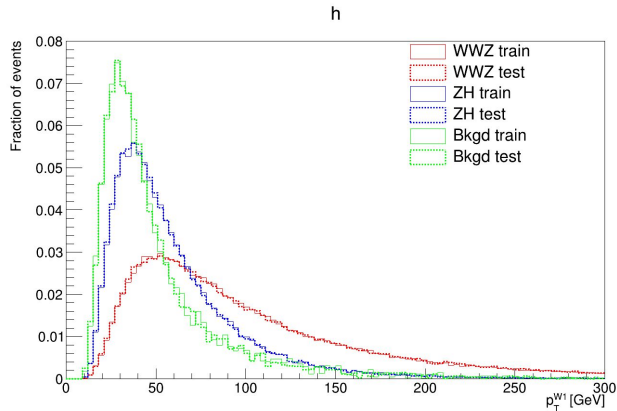 h
Fraction of events
0.08
0.07
0.06
0.05
0.04
0.03
0.02
0.01
0
WWZ train
WWZ test
ZH train
ZH test
Bkgd train
Bkgd test
0 50 100 150 200 250 300
p_T^W1 [GeV]